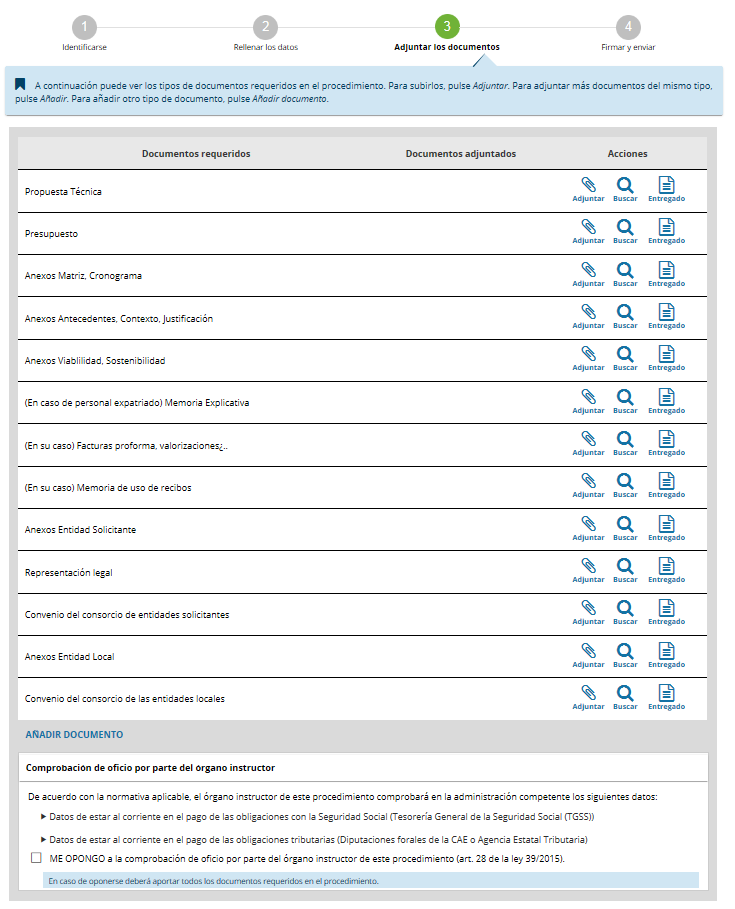 1
2
3
4
Identificarse
Rellenar los datos
Adjuntar los documentos
Firmar y enviar
A continuación puede ver los tipos de documentos requeridos en el procedimiento. Para subirlos, pulse Adjuntar. Para adjuntar más documentos del mismo tipo,
pulse Añadir. Para añadir otro tipo de documento, pulse Añadir documento.
Documentos requeridos
Documentos adjuntados
Acciones
Propuesta Técnica
Adjuntar Buscar Entregado
Presupuesto
Adjuntar Buscar Entregado
Anexos Matriz, Cronograma
Adjuntar Buscar Entregado
Anexos Antecedentes, Contexto, Justificación
Adjuntar Buscar Entregado
Anexos Viablilidad, Sostenibilidad
Adjuntar Buscar Entregado
(En caso de personal expatriado) Memoria Explicativa
Adjuntar Buscar Entregado
(En su caso) Facturas proforma, valorizaciones¿..
Adjuntar Buscar Entregado
(En su caso) Memoria de uso de recibos
Adjuntar Buscar Entregado
Anexos Entidad Solicitante
Adjuntar Buscar Entregado
Representación legal
Adjuntar Buscar Entregado
Convenio del consorcio de entidades solicitantes
Adjuntar Buscar Entregado
Anexos Entidad Local
Adjuntar Buscar Entregado
Convenio del consorcio de las entidades locales
Adjuntar Buscar Entregado
AÑADIR DOCUMENTO
Comprobación de oficio por parte del órgano instructor
De acuerdo con la normativa aplicable, el órgano instructor de este procedimiento comprobará en la administración competente los siguientes datos:
Datos de estar al corriente en el pago de las obligaciones con la Seguridad Social (Tesorería General de la Seguridad Social (TGSS))
Datos de estar al corriente en el pago de las obligaciones tributarias (Diputaciones forales de la CAE o Agencia Estatal Tributaria)
ME OPONGO a la comprobación de oficio por parte del órgano instructor de este procedimiento (art. 28 de la ley 39/2015).
En caso de oponerse deberá aportar todos los documentos requeridos en el procedimiento.